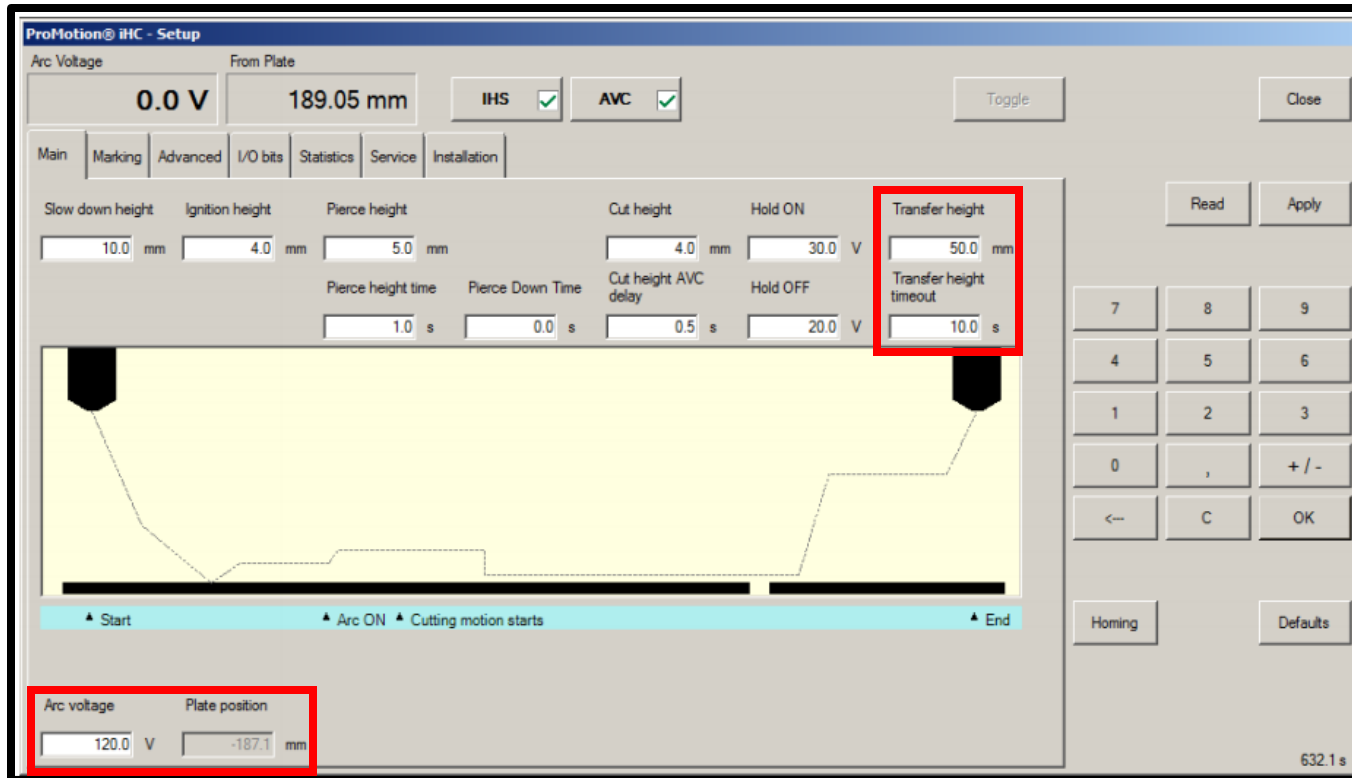 ProMotion® iHC - Setup
Arc Voltage From Plate
0.0 V 189.05 mm IHS AVC Toggle Close
Main Marking Advanced I/O bits Statistics Service Installation
Read Apply
Slow down height Ignition height Pierce height Cut height Hold ON Transfer height
10.0 mm 4.0 mm 5.0 mm 4.0 mm 30.0 V 50.0 mm
Pierce height time Pierce Down Time Cut height AVC delay Hold OFF Transfer height timeout
1.0 s 0.0 s 0.5 s 20.0 V 10.0 s
7 8 9
4 5 6
1 2 3
0 , + / -
<--- C OK
Start Arc ON Cutting motion starts End
Homing Defaults
Arc voltage Plate position
120.0 V -187.1 mm
632.1 s